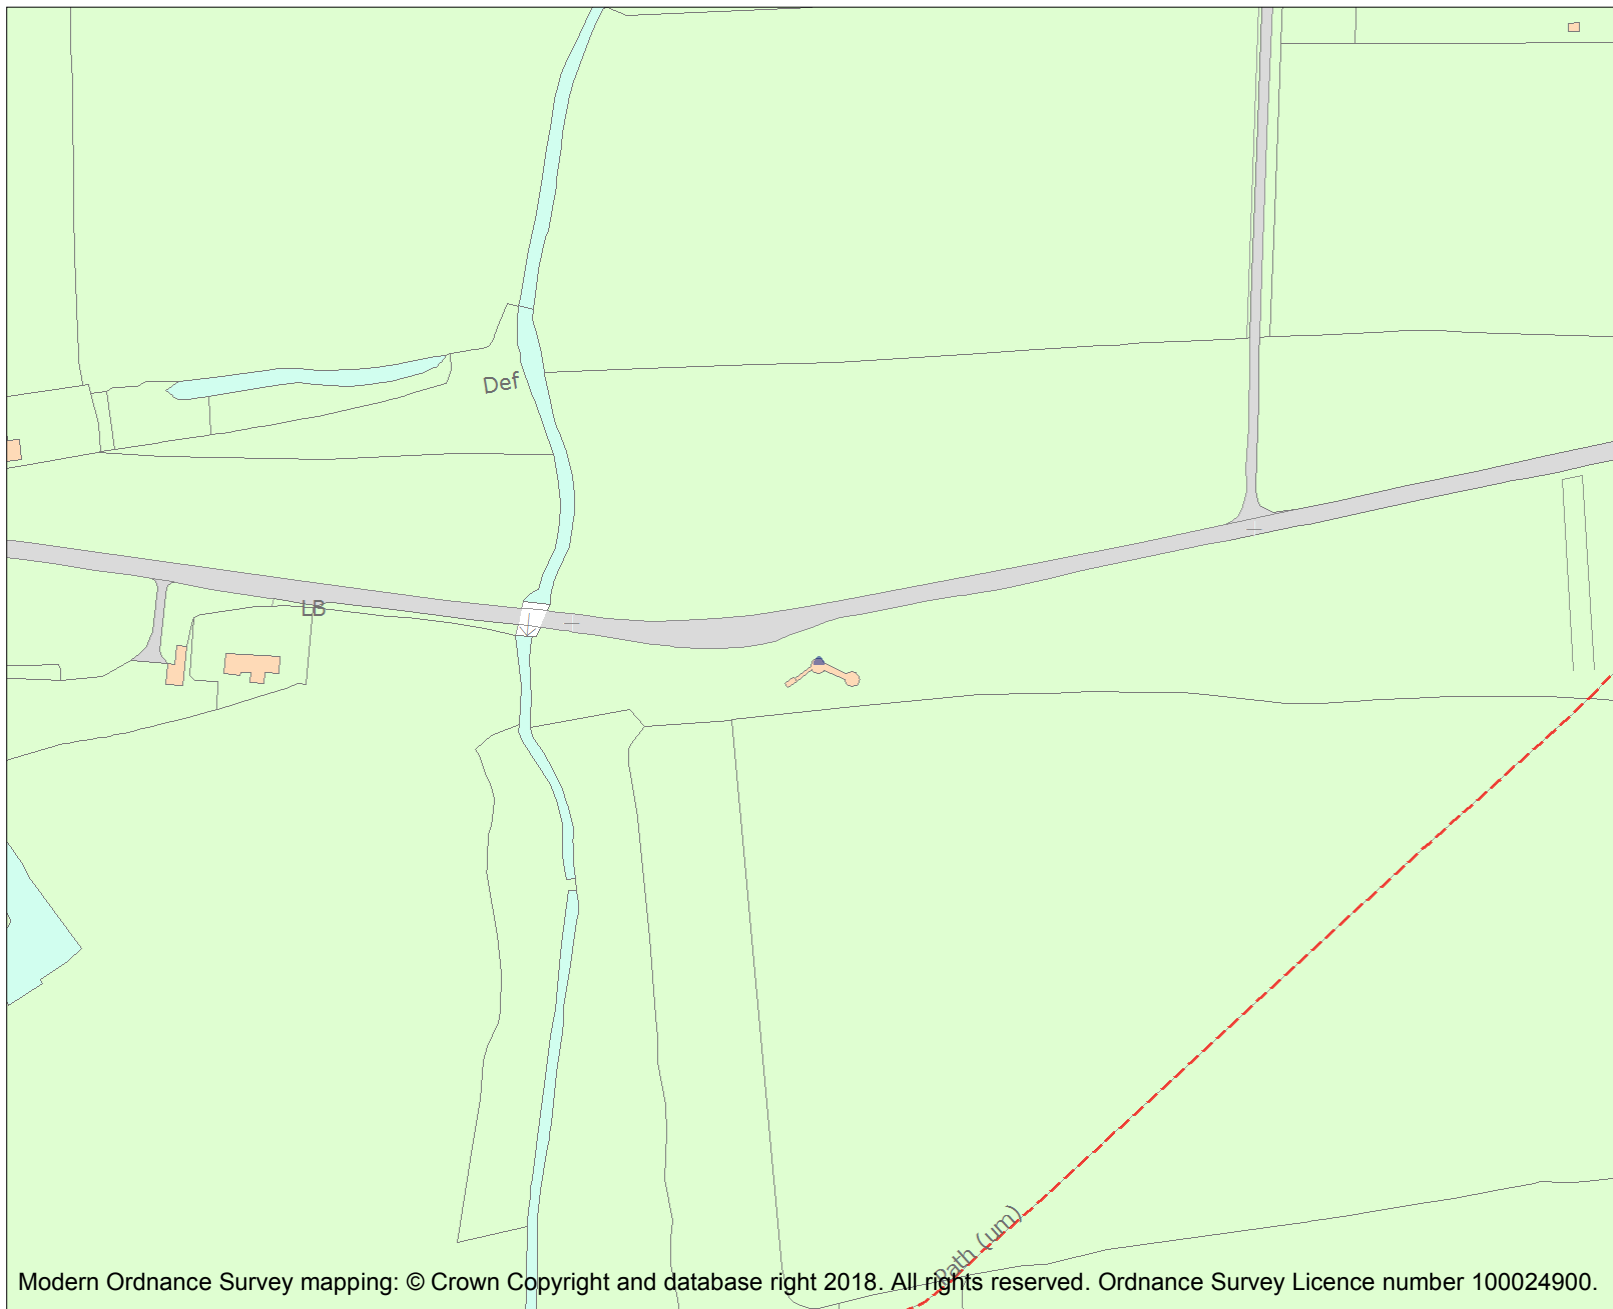 Def
LB
Path (um)
Modern Ordnance Survey mapping: © Crown Copyright and database right 2018. All rights reserved. Ordnance Survey Licence number 100024900.